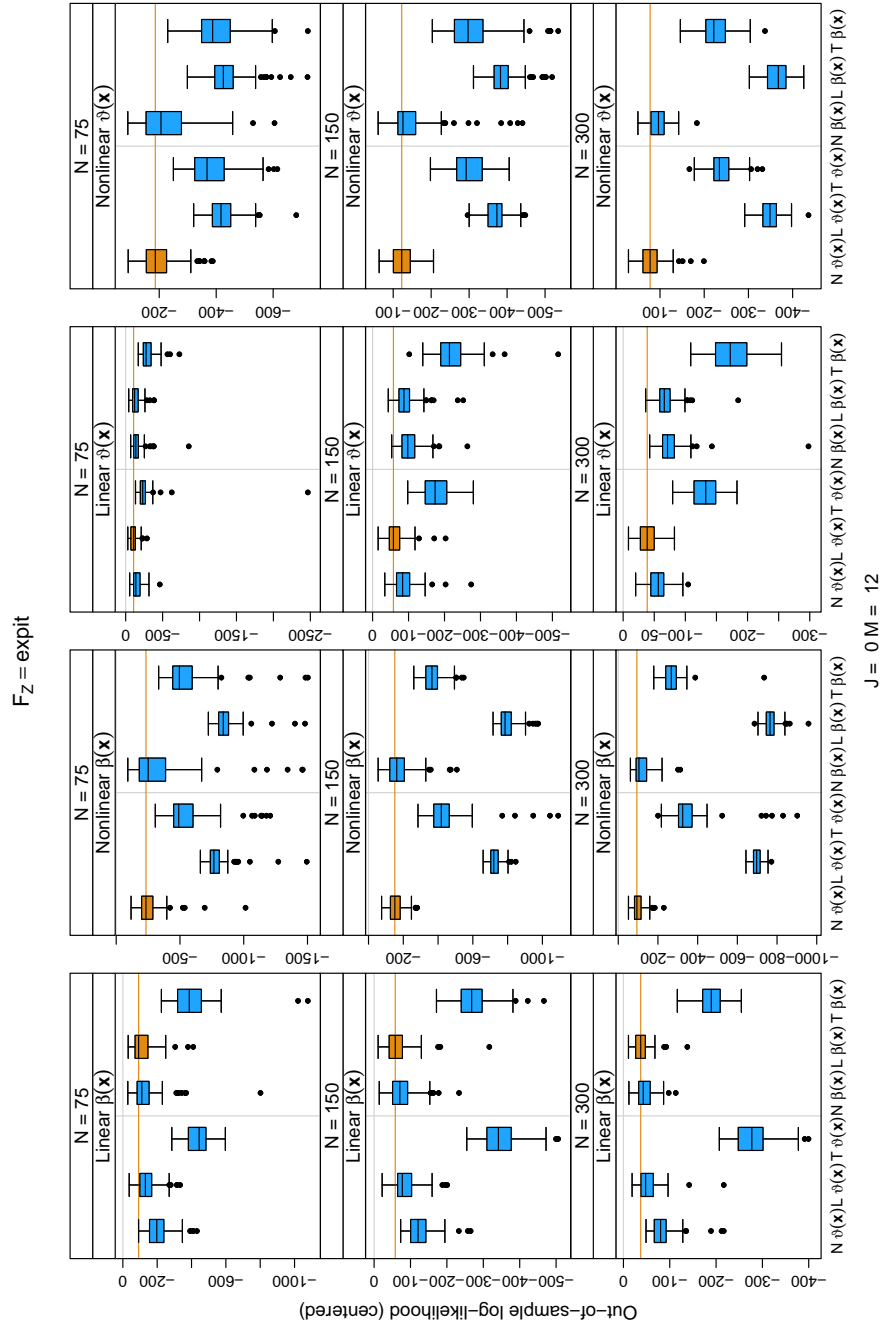 F_Z = expit
N = 75
Linear β(x)
0
−200
−600
−1000
N = 75
Nonlinear β(x)
−500
−1000
−1500
N = 75
Linear ϑ(x)
0
−500
−1500
−2500
N = 75
Nonlinear ϑ(x)
−200
−400
−600
N = 150
Linear β(x)
0
−100
−200
−300
−400
−500
N = 150
Nonlinear β(x)
−200
−600
−1000
N = 150
Linear ϑ(x)
0
−100
−200
−300
−400
−500
N = 150
Nonlinear ϑ(x)
−100
−200
−300
−400
−500
N = 300
Linear β(x)
0
−100
−200
−300
−400
N = 300
Nonlinear β(x)
−200
−400
−600
−800
−1000
N = 300
Linear ϑ(x)
0
−50
−100
−200
−300
N = 300
Nonlinear ϑ(x)
−100
−200
−300
−400
N ϑ(x) L ϑ(x) T ϑ(x) N β(x) L β(x) T β(x)
N ϑ(x) L ϑ(x) T ϑ(x) N β(x) L β(x) T β(x)
N ϑ(x) L ϑ(x) T ϑ(x) N β(x) L β(x) T β(x)
N ϑ(x) L ϑ(x) T ϑ(x) N β(x) L β(x) T β(x)
Out−of−sample log−likelihood (centered)
J = 0 M = 12